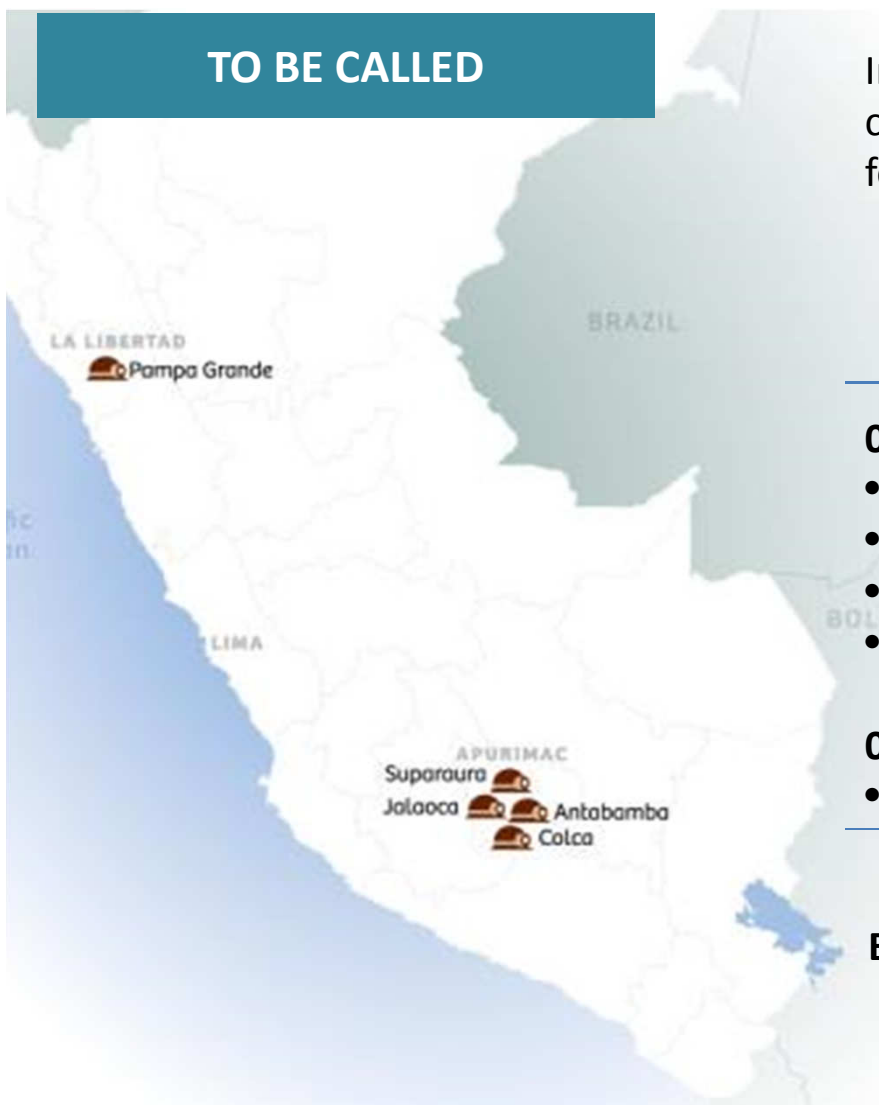 TO BE CALLED
BRAZIL
LA LIBERTAD
Pampa Grande
LIMA
APURIMAC
Suparaura
Jalaoca
Antabamba
Colca